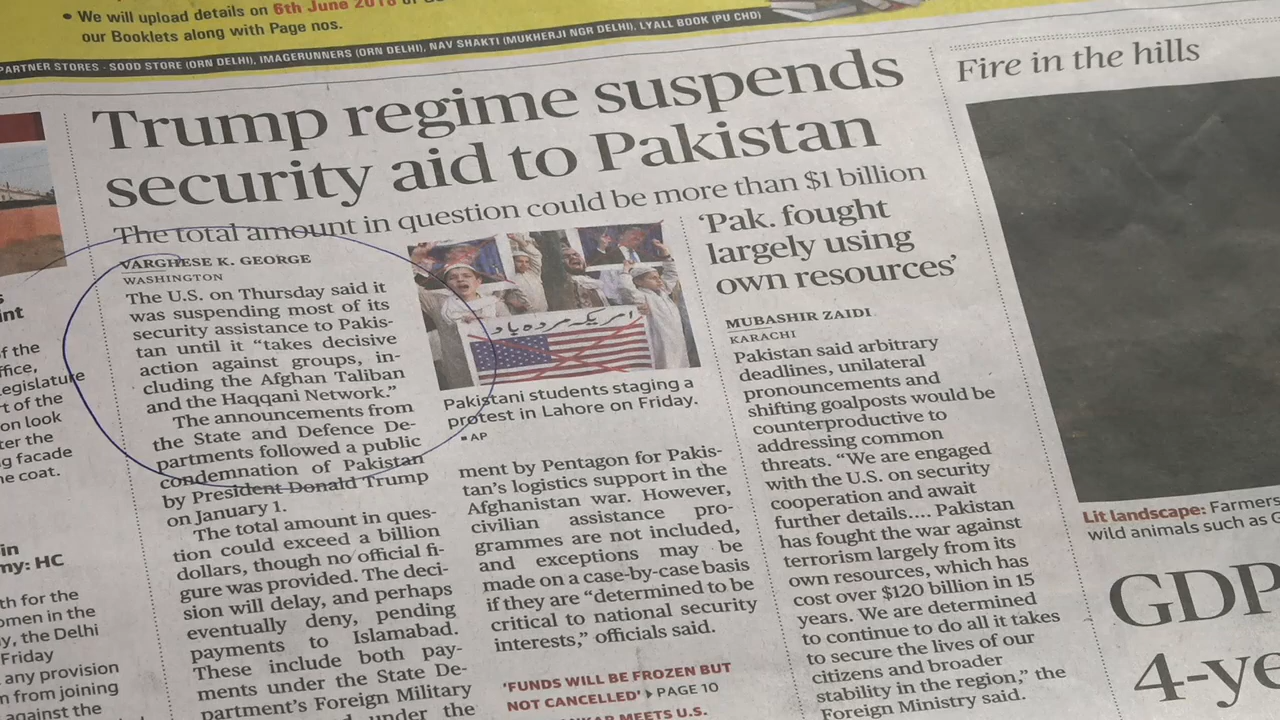 • We will upload details on 6th June 2018
our Booklets along with Page nos.
PARTNER STORES - SOOD STORE (ORN DELHI), IMAGERUNNERS (ORN DELHI), NAV SHAKTI (MUKHERJI NGR DELHI), LYALL BOOK (PU CHD)
Trump regime suspends
security aid to Pakistan
The total amount in question could be more than $1 billion
VARGHESE K. GEORGE
WASHINGTON
The U.S. on Thursday said it
was suspending most of its
security assistance to Pakis-
tan until it “takes decisive
action against groups, in-
cluding the Afghan Taliban
and the Haqqani Network.”
The announcements from
the State and Defence De-
partments followed a public
condemnation of Pakistan
by President Donald Trump
on January 1.
The total amount in ques-
tion could exceed a billion
dollars, though no official fi-
gure was provided. The deci-
sion will delay, and perhaps
eventually deny, pending
payments to Islamabad.
These include both pay-
ments under the State De-
partment’s Foreign Military
under the
امریکہ مردہ باد
Pakistani students staging a
protest in Lahore on Friday.
▪ AP
ment by Pentagon for Pakis-
tan’s logistics support in the
Afghanistan war. However,
civilian assistance pro-
grammes are not included,
and exceptions may be
made on a case-by-case basis
if they are “determined to be
critical to national security
interests,” officials said.
‘FUNDS WILL BE FROZEN BUT
NOT CANCELLED’ ▸ PAGE 10
MEETS U.S.
‘Pak. fought
largely using
own resources’
MUBASHIR ZAIDI
KARACHI
Pakistan said arbitrary
deadlines, unilateral
pronouncements and
shifting goalposts would be
counterproductive to
addressing common
threats. “We are engaged
with the U.S. on security
cooperation and await
further details.... Pakistan
has fought the war against
terrorism largely from its
own resources, which has
cost over $120 billion in 15
years. We are determined
to continue to do all it takes
to secure the lives of our
citizens and broader
stability in the region,” the
Foreign Ministry said.
Fire in the hills
Lit landscape: Farmers
wild animals such as
GDP
4-ye
of the
egislature
t of the
on look
ter the
g facade
e coat.
in
my: HC
th for the
omen in the
y, the Delhi
Friday
any provision
from joining
against the